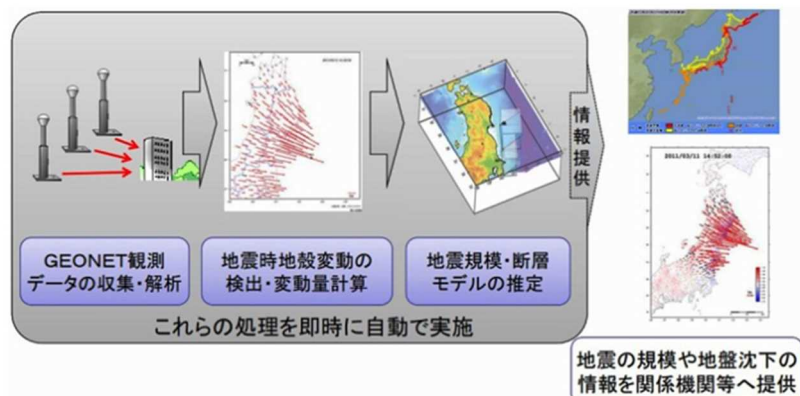 GEONET観測
データの収集・解析
地震時地殻変動の
検出・変動量計算
地震規模・断層
モデルの推定
これらの処理を即時に自動で実施
情報提供
2011/03/11 14:52:00
地震の規模や地盤沈下の
情報を関係機関等へ提供